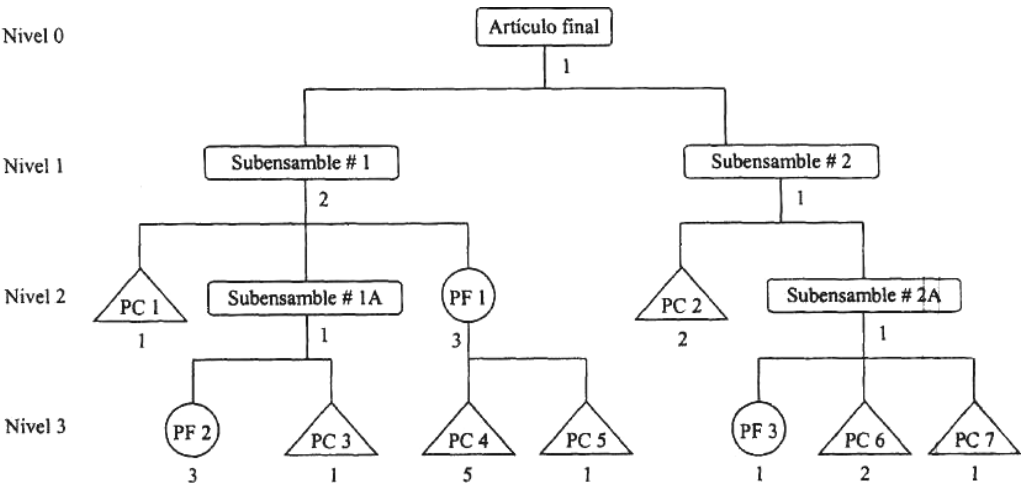 Nivel 0
Artículo final
1
Nivel 1
Subensamble # 1
Subensamble # 2
2
1
Nivel 2
PC 1
Subensamble # 1A
PF 1
PC 2
Subensamble # 2A
1
1
3
2
1
Nivel 3
PF 2
PC 3
PC 4
PC 5
PF 3
PC 6
PC 7
3
1
5
1
1
2
1